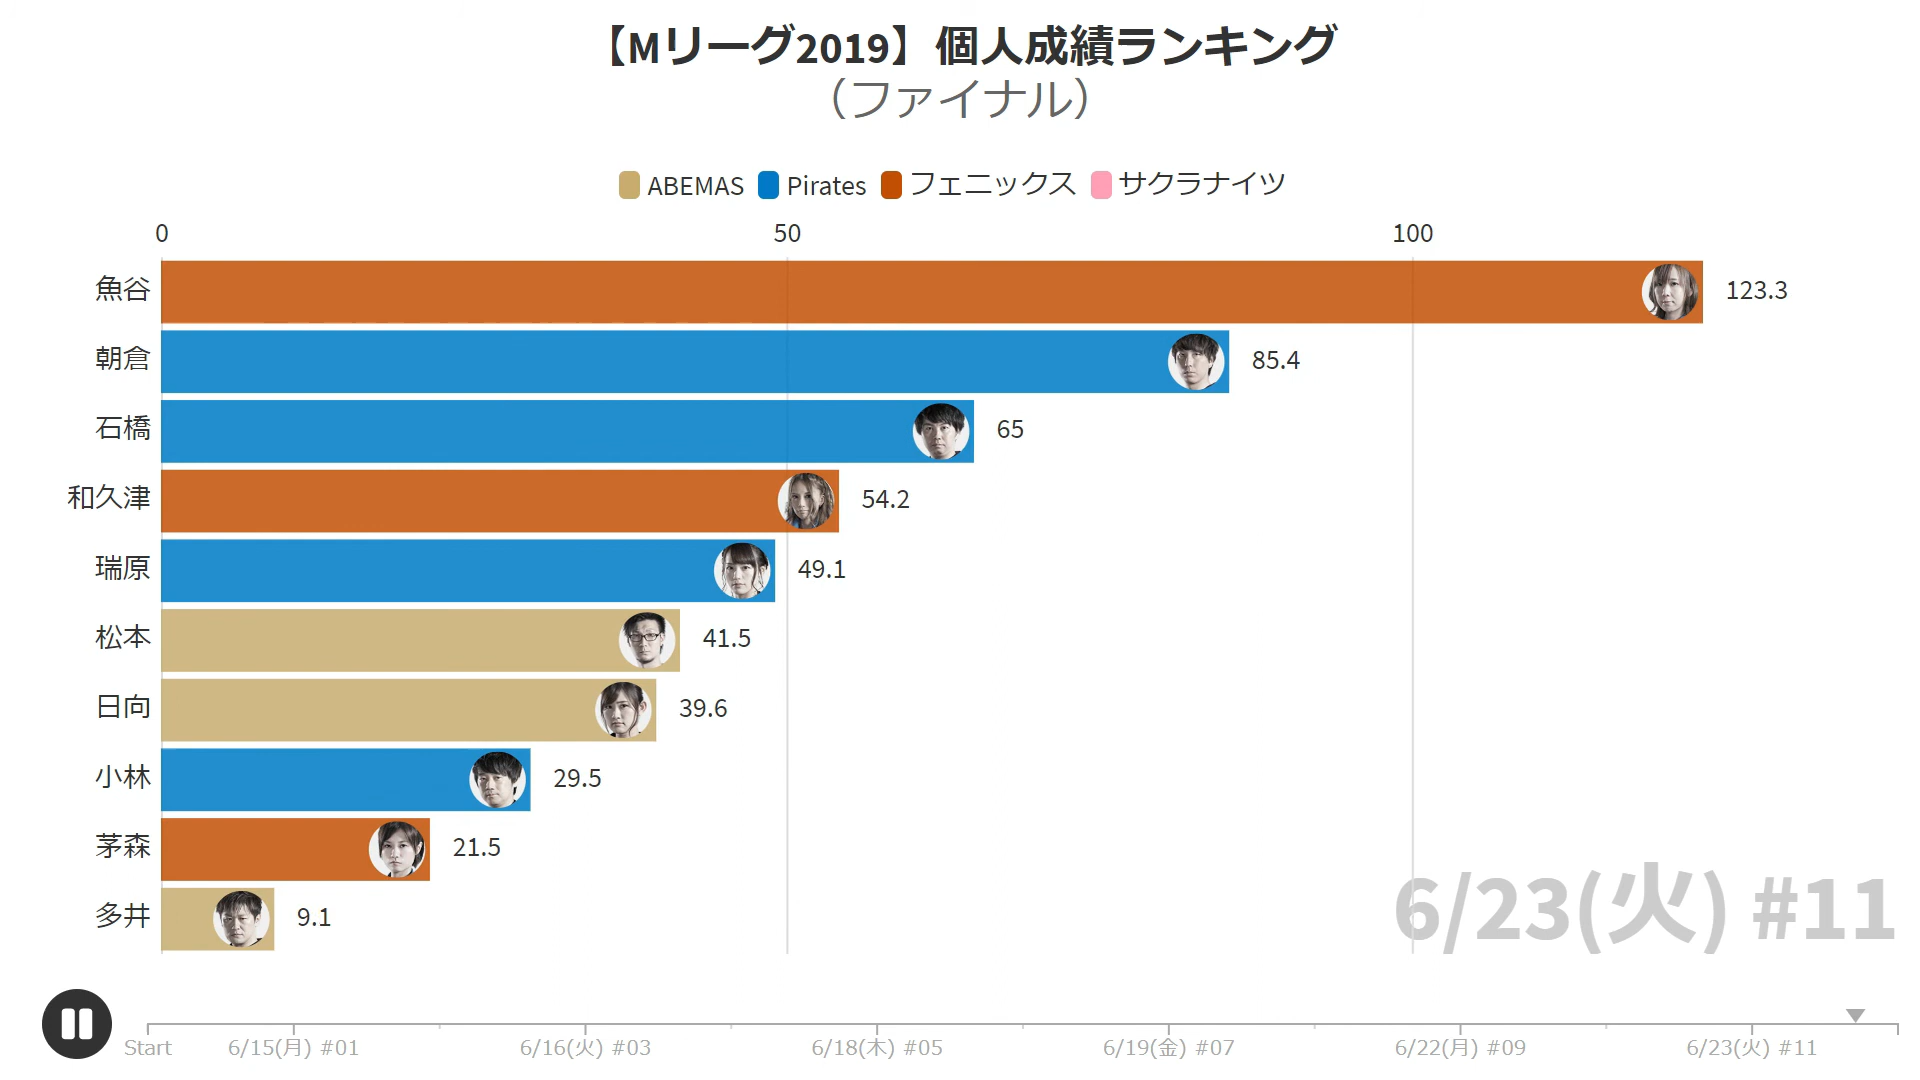 【Mリーグ2019】個人成績ランキング
（ファイナル）
ABEMAS Pirates フェニックス サクラナイツ
0 50 100
魚谷 123.3
朝倉 85.4
石橋 65
和久津 54.2
瑞原 49.1
松本 41.5
日向 39.6
小林 29.5
茅森 21.5
多井 9.1
6/23(火) #11
Start 6/15(月) #01 6/16(火) #03 6/18(木) #05 6/19(金) #07 6/22(月) #09 6/23(火) #11